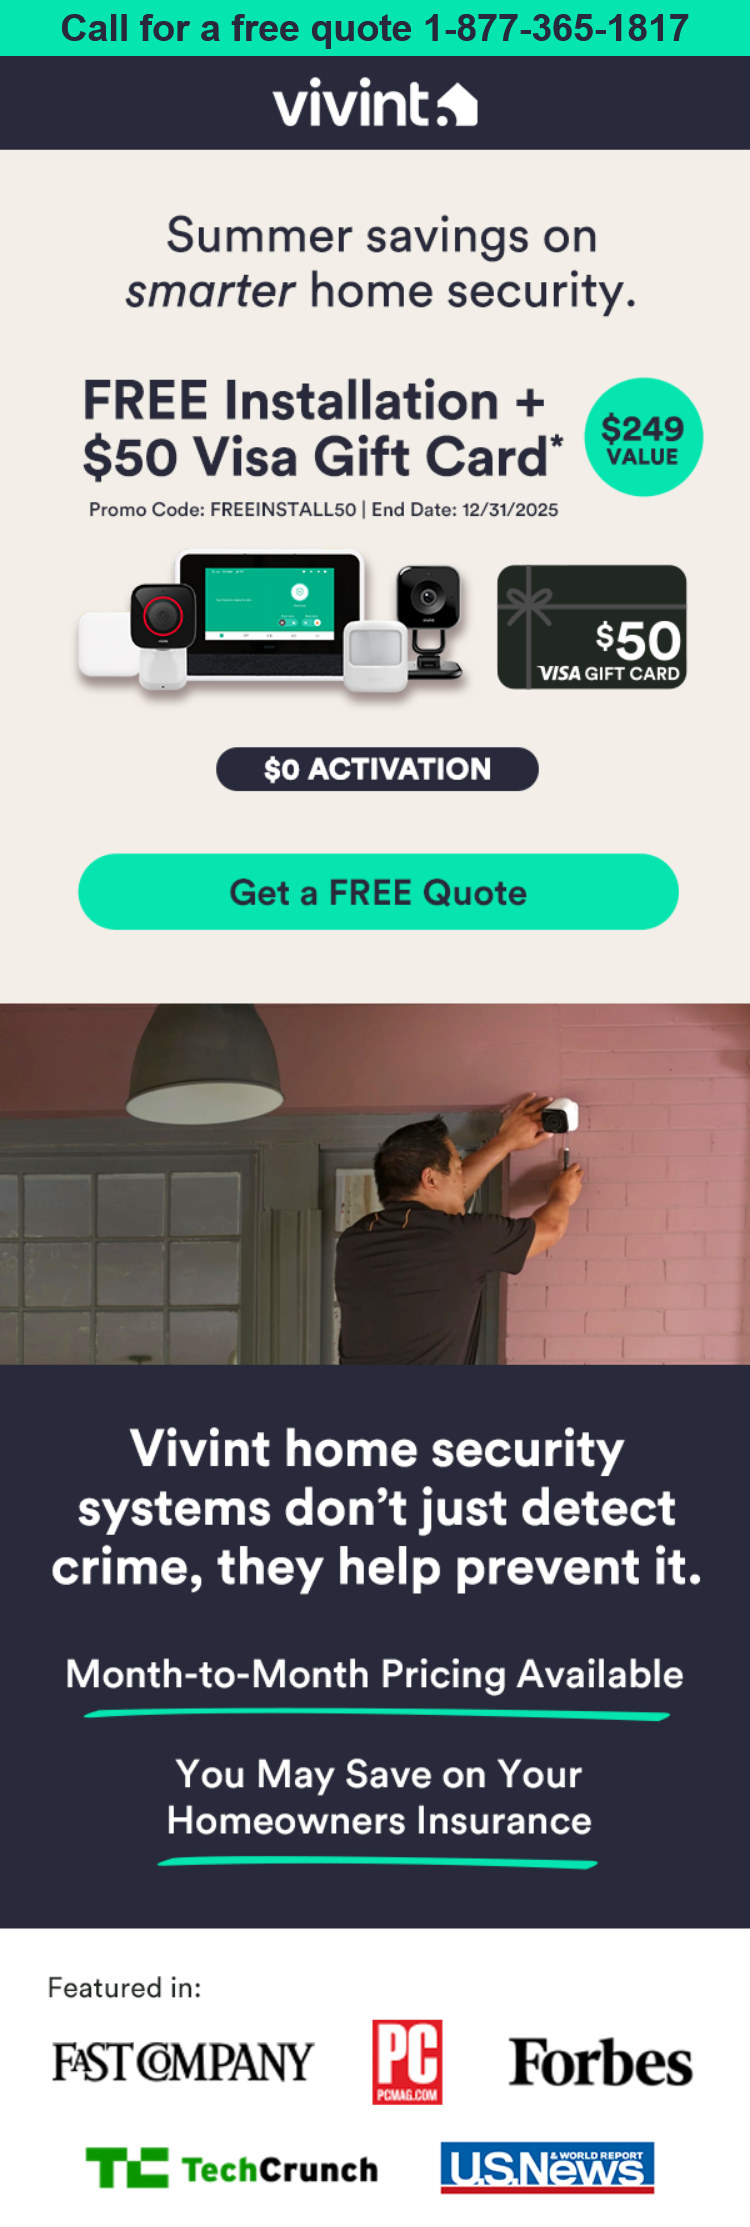 Call for a free quote 1-877-365-1817
vivint
Summer savings on
smarter home security.
FREE Installation +
$50 Visa Gift Card*
$249
VALUE
Promo Code: FREEINSTALL50 | End Date: 12/31/2025
$50
VISA GIFT CARD
$0 ACTIVATION
Get a FREE Quote
Vivint home security
systems don't just detect
crime, they help prevent it.
Month-to-Month Pricing Available
You May Save on Your
Homeowners Insurance
Featured in:
FAST COMPANY
PC
PCMAG.COM
Forbes
TC TechCrunch
U.S.News
& WORLD REPORT